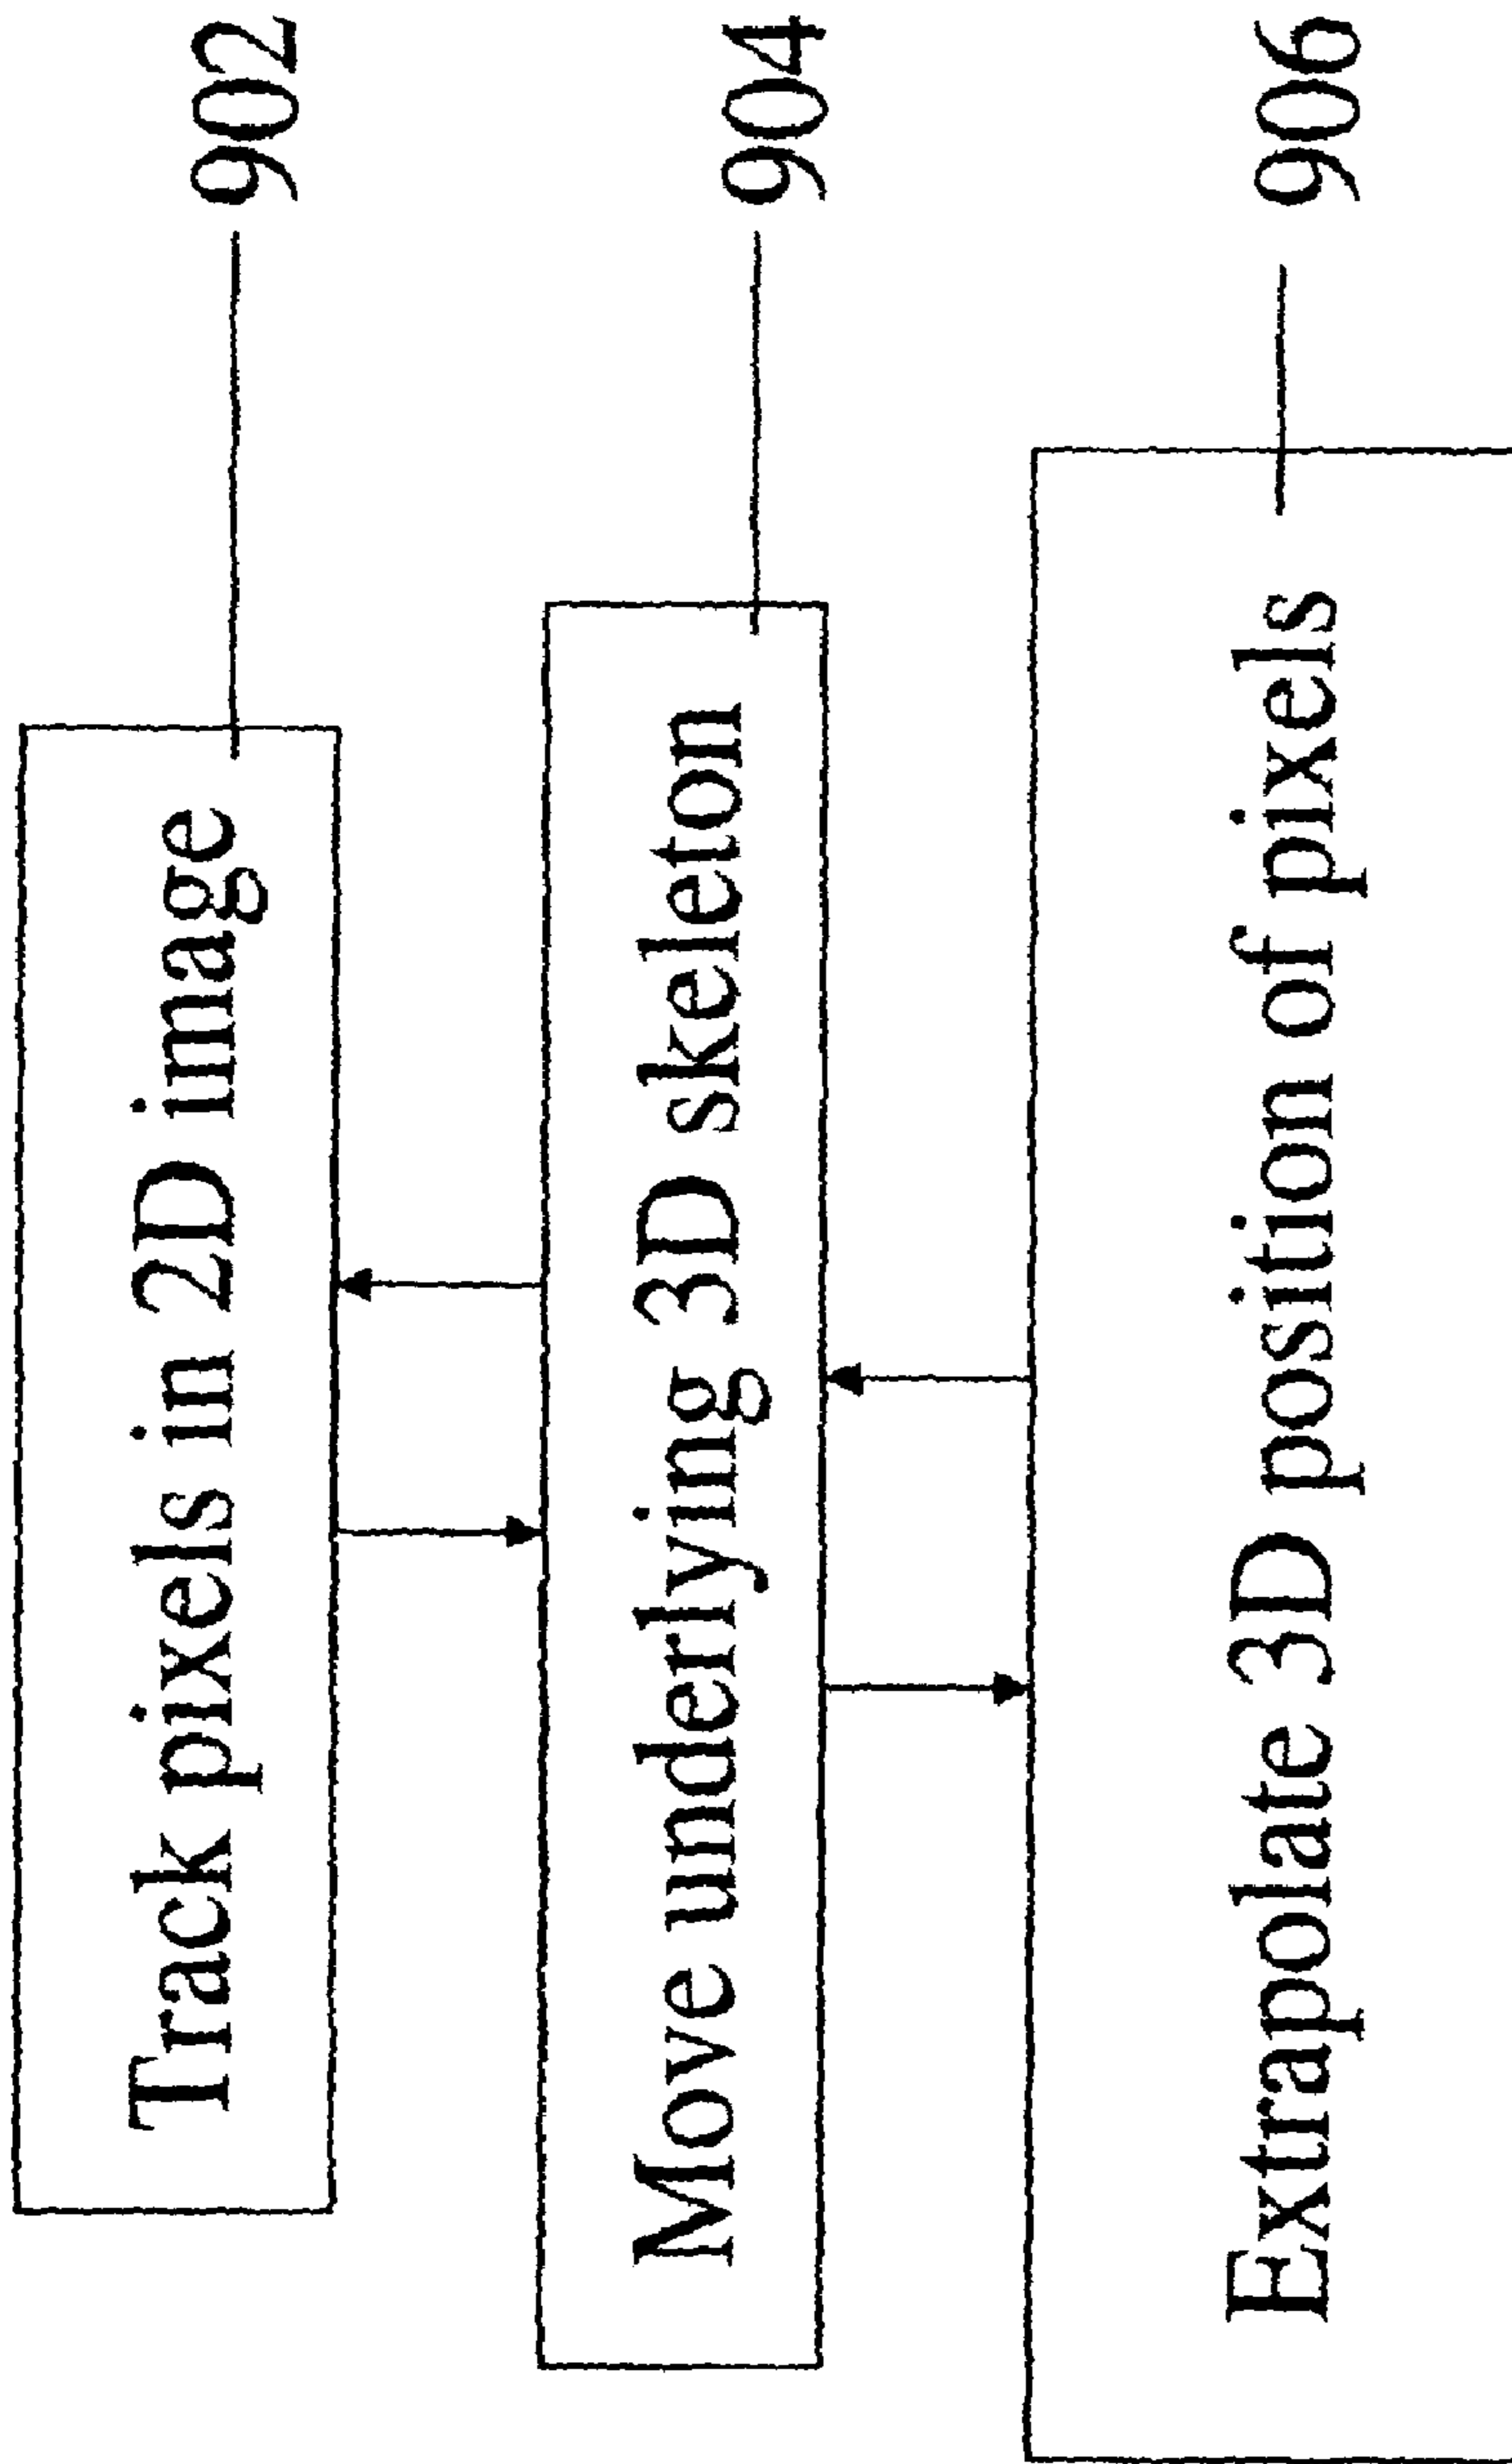 Track pixels in 2D image
902
Move underlying 3D skeleton
904
Extrapolate 3D position of pixels
906